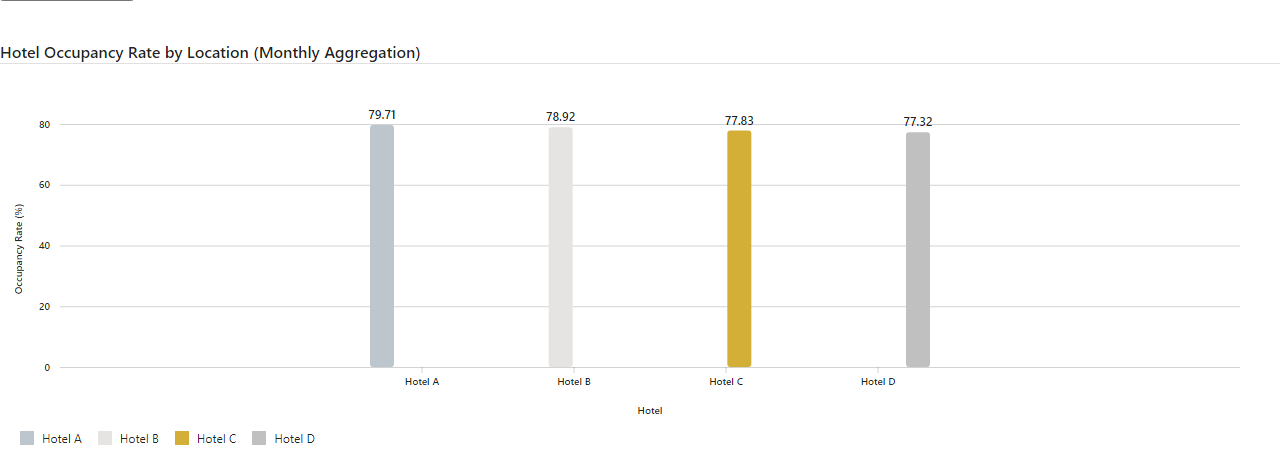 Hotel Occupancy Rate by Location (Monthly Aggregation)
79.71
78.92
77.83
77.32
80
60
40
20
0
Occupancy Rate (%)
Hotel A
Hotel B
Hotel C
Hotel D
Hotel
Hotel A
Hotel B
Hotel C
Hotel D